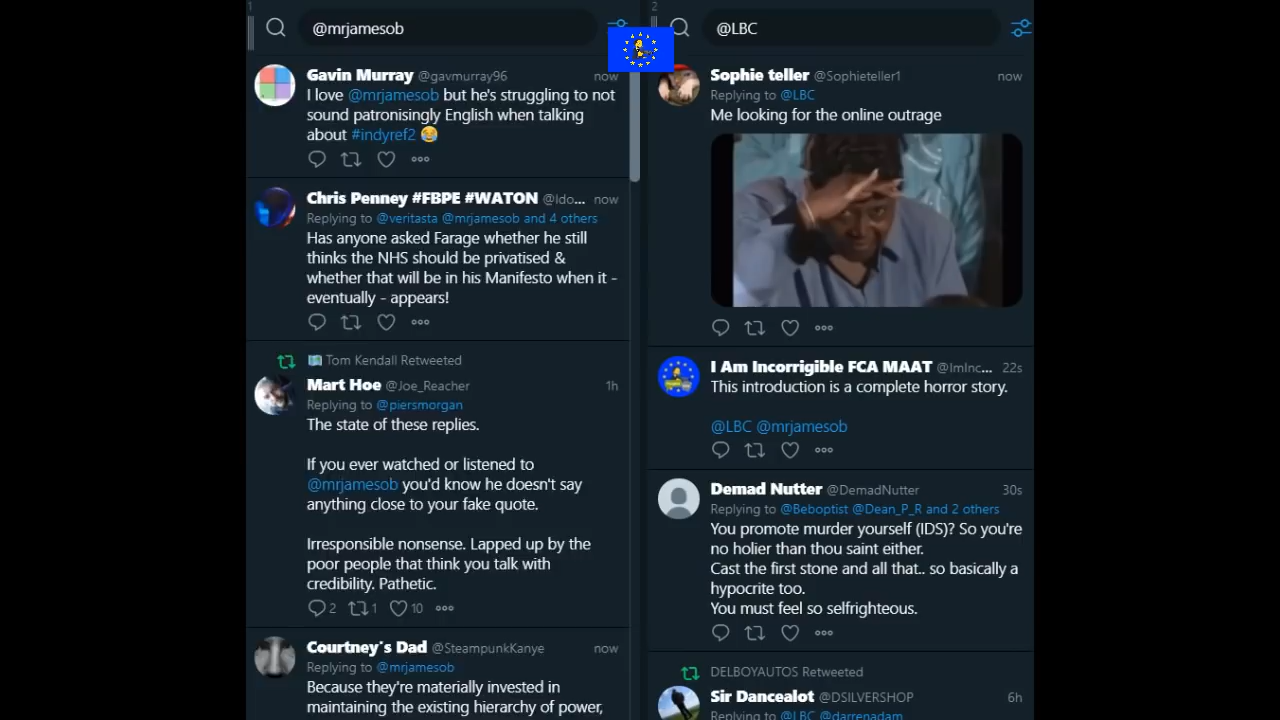 1
@mrjamesob
Gavin Murray @gavmurray96 now
I love @mrjamesob but he's struggling to not
sound patronisingly English when talking
about #indyref2 😂
Chris Penney #FBPE #WATON @Ido... now
Replying to @veritasta @mrjamesob and 4 others
Has anyone asked Farage whether he still
thinks the NHS should be privatised &
whether that will be in his Manifesto when it -
eventually - appears!
Tom Kendall Retweeted
Mart Hoe @Joe_Reacher 1h
Replying to @piersmorgan
The state of these replies.
If you ever watched or listened to
@mrjamesob you'd know he doesn't say
anything close to your fake quote.
Irresponsible nonsense. Lapped up by the
poor people that think you talk with
credibility. Pathetic.
2 1 10
Courtney's Dad @SteampunkKanye now
Replying to @mrjamesob
Because they're materially invested in
maintaining the existing hierarchy of power,
2
@LBC
Sophie teller @Sophieteller1 now
Replying to @LBC
Me looking for the online outrage
I Am Incorrigible FCA MAAT @ImInc... 22s
This introduction is a complete horror story.
@LBC @mrjamesob
Demad Nutter @DemadNutter 30s
Replying to @Beboptist @Dean_P_R and 2 others
You promote murder yourself (IDS)? So you're
no holier than thou saint either.
Cast the first stone and all that.. so basically a
hypocrite too.
You must feel so selfrighteous.
DELBOYAUTOS Retweeted
Sir Dancealot @DSILVERSHOP 6h
Replying to @LBC @darrenadam